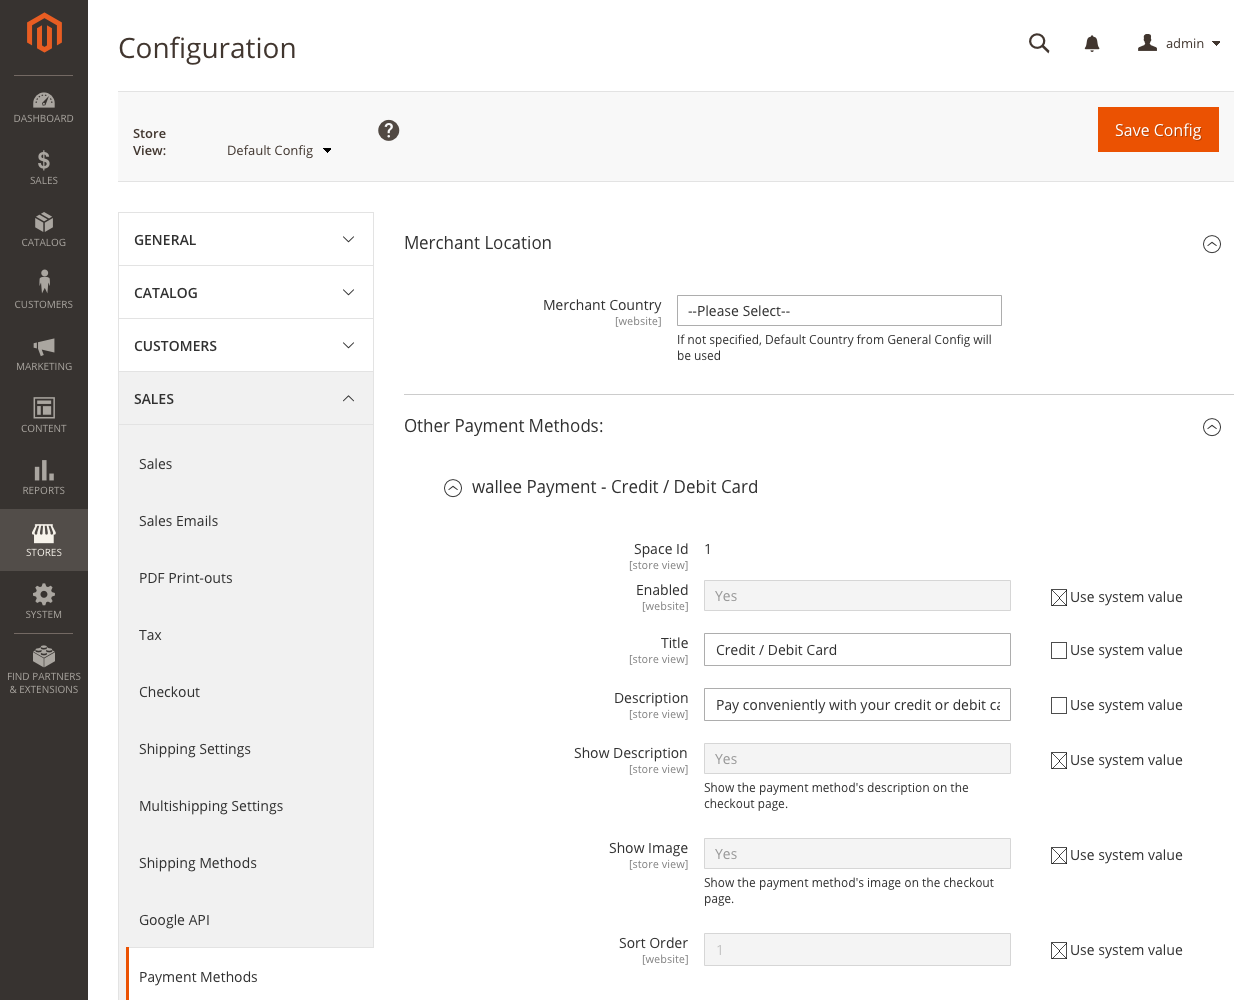 Configuration
admin
Store
View:
Default Config
?
Save Config
DASHBOARD
SALES
CATALOG
CUSTOMERS
MARKETING
CONTENT
REPORTS
STORES
SYSTEM
FIND PARTNERS
& EXTENSIONS
GENERAL
CATALOG
CUSTOMERS
SALES
Sales
Sales Emails
PDF Print-outs
Tax
Checkout
Shipping Settings
Multishipping Settings
Shipping Methods
Google API
Payment Methods
Merchant Location
Merchant Country
[website]
--Please Select--
If not specified, Default Country from General Config will
be used
Other Payment Methods:
wallee Payment - Credit / Debit Card
Space Id 1
[store view]
Enabled Yes Use system value
[website]
Title Credit / Debit Card Use system value
[store view]
Description Pay conveniently with your credit or debit ca Use system value
[store view]
Show Description Yes Use system value
[store view]
Show the payment method's description on the
checkout page.
Show Image Yes Use system value
[store view]
Show the payment method's image on the checkout
page.
Sort Order 1 Use system value
[website]